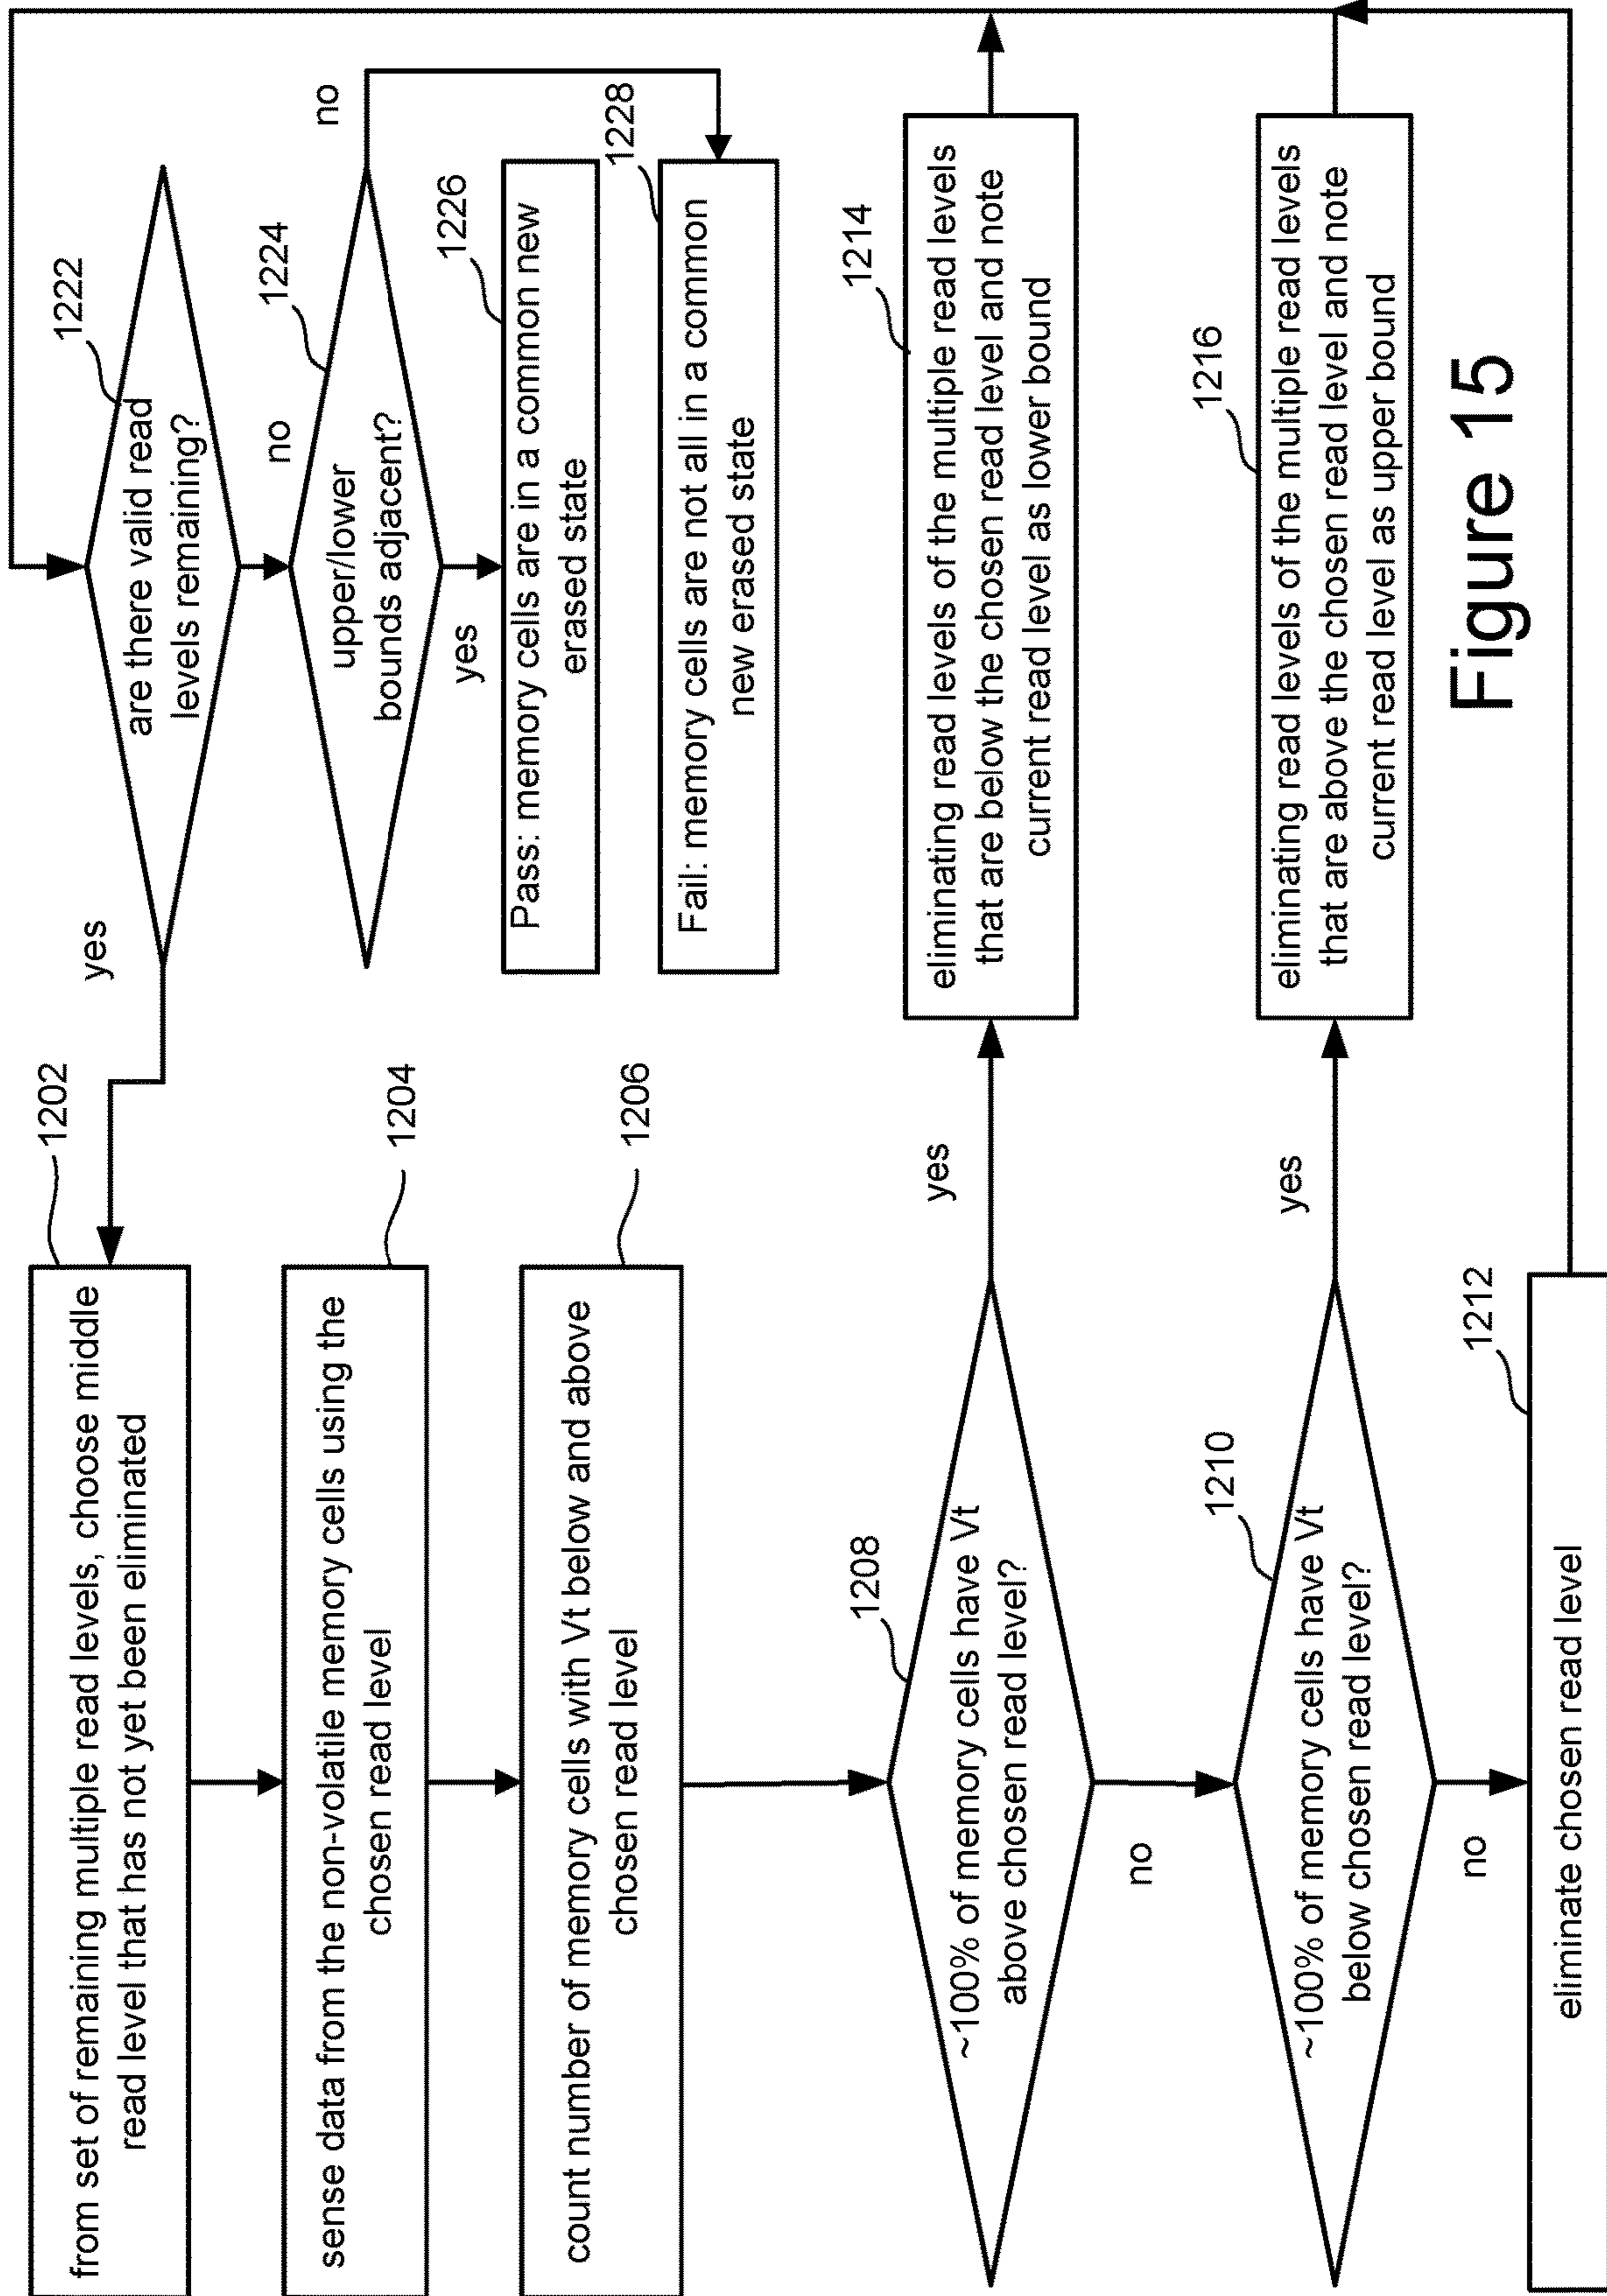 1202
from set of remaining multiple read levels, choose middle
read level that has not yet been eliminated
1204
sense data from the non-volatile memory cells using the
chosen read level
1206
count number of memory cells with Vt below and above
chosen read level
1208
~100% of memory cells have Vt
above chosen read level?
yes
no
1210
~100% of memory cells have Vt
below chosen read level?
yes
no
1212
eliminate chosen read level
1214
eliminating read levels of the multiple read levels
that are below the chosen read level and note
current read level as lower bound
1216
eliminating read levels of the multiple read levels
that are above the chosen read level and note
current read level as upper bound
1222
are there valid read
levels remaining?
yes
no
1224
upper/lower
bounds adjacent?
no
yes
1226
Pass: memory cells are in a common new
erased state
1228
Fail: memory cells are not all in a common
new erased state
Figure 15